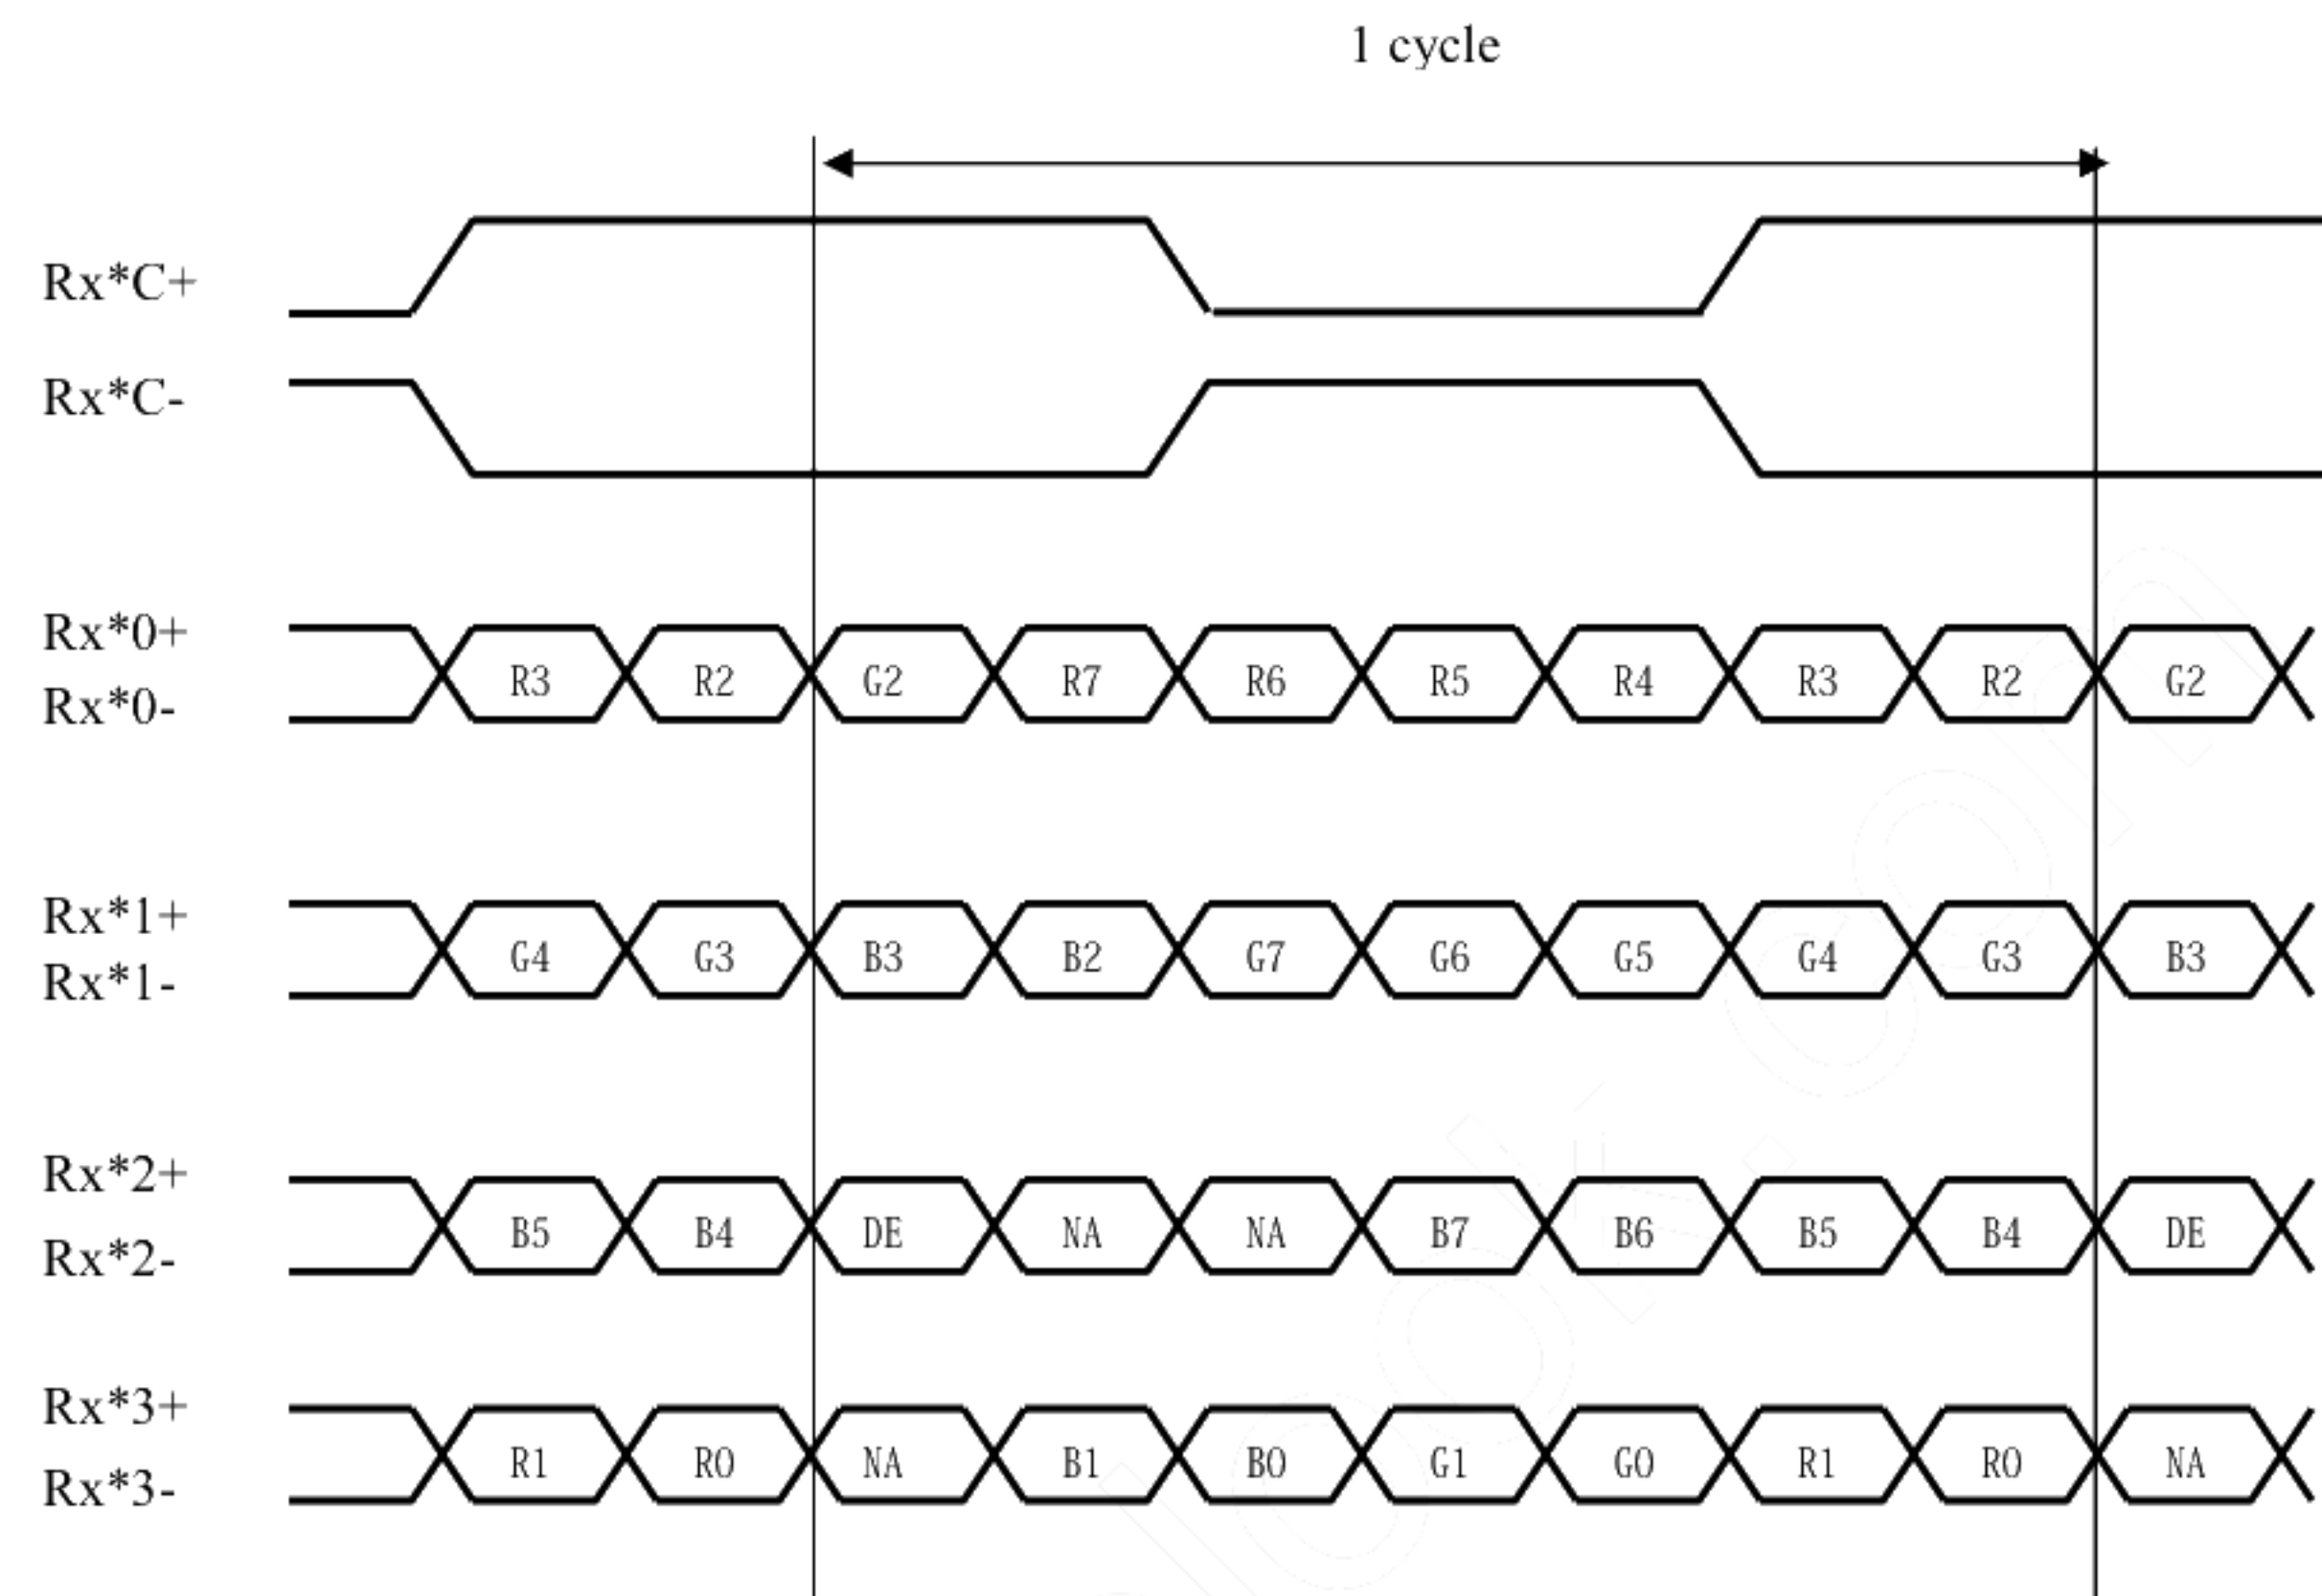 1 cycle
Rx*C+
Rx*C-
Rx*0+
R3 R2 G2 R7 R6 R5 R4 R3 R2 G2
Rx*0-
Rx*1+
G4 G3 B3 B2 G7 G6 G5 G4 G3 B3
Rx*1-
Rx*2+
B5 B4 DE NA NA B7 B6 B5 B4 DE
Rx*2-
Rx*3+
R1 R0 NA B1 B0 G1 G0 R1 R0 NA
Rx*3-